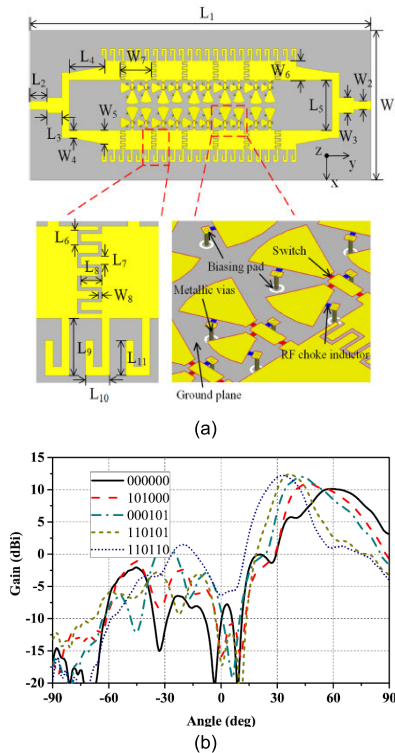 L1
L4
W7
L2
W6
W5
L5
W2
W
L3
W4
W3
z
y
x
L6
L7
L8
W8
L9
L11
L10
Switch
Biasing pad
Metallic vias
RF choke inductor
Ground plane
(a)
15
10
5
0
-5
-10
-15
-20
Gain (dBi)
000000
101000
000101
110101
110110
-90 -60 -30 0 30 60 90
Angle (deg)
(b)